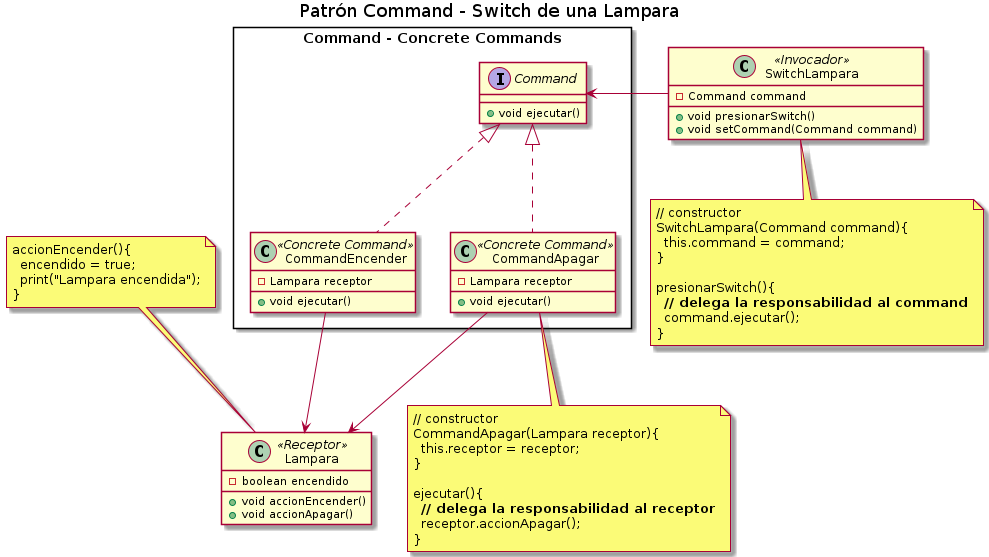 Patrón Command - Switch de una Lampara
Command - Concrete Commands
I Command
void ejecutar()
C «Invocador»
SwitchLampara
Command command
void presionarSwitch()
void setCommand(Command command)
// constructor
SwitchLampara(Command command){
this.command = command;
}
presionarSwitch(){
// delega la responsabilidad al command
command.ejecutar();
}
accionEncender(){
encendido = true;
print("Lampara encendida");
}
C «Concrete Command»
CommandEncender
Lampara receptor
void ejecutar()
C «Concrete Command»
CommandApagar
Lampara receptor
void ejecutar()
C «Receptor»
Lampara
boolean encendido
void accionEncender()
void accionApagar()
// constructor
CommandApagar(Lampara receptor){
this.receptor = receptor;
}
ejecutar(){
// delega la responsabilidad al receptor
receptor.accionApagar();
}